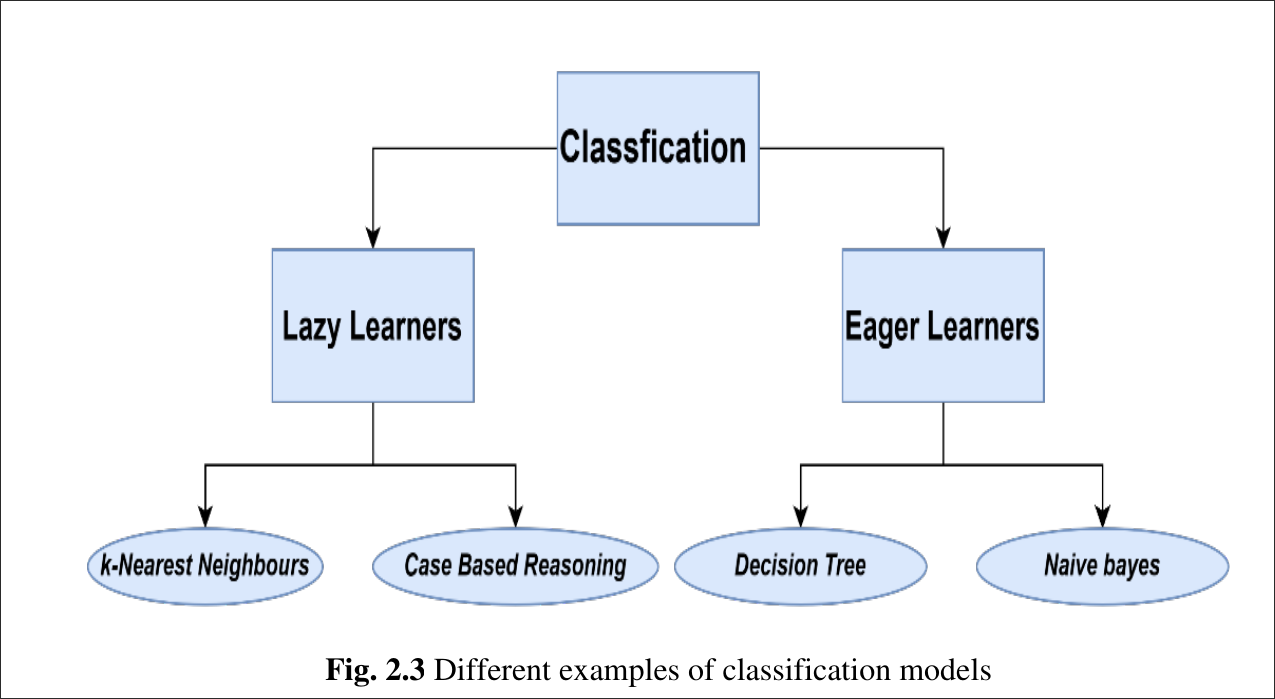 Classfication
Lazy Learners
Eager Learners
k-Nearest Neighbours
Case Based Reasoning
Decision Tree
Naive bayes
Fig. 2.3 Different examples of classification models